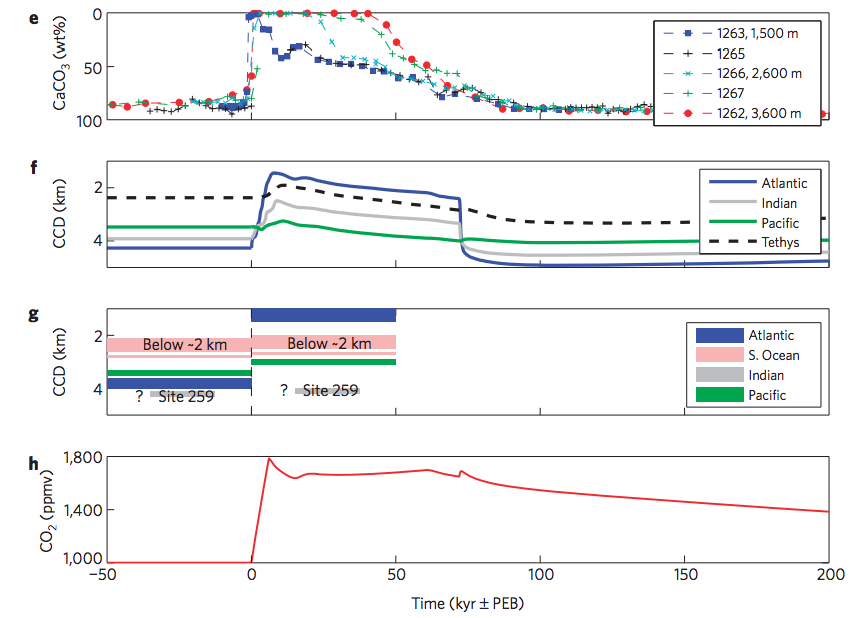 e
0
50
100
CaCO3 (wt%)
1263, 1,500 m
1265
1266, 2,600 m
1267
1262, 3,600 m
f
2
4
CCD (km)
Atlantic
Indian
Pacific
Tethys
g
2
4
CCD (km)
Below ~2 km
Below ~2 km
? Site 259
? Site 259
Atlantic
S. Ocean
Indian
Pacific
h
1,800
1,400
1,000
CO2 (ppmv)
−50 0 50 100 150 200
Time (kyr ± PEB)